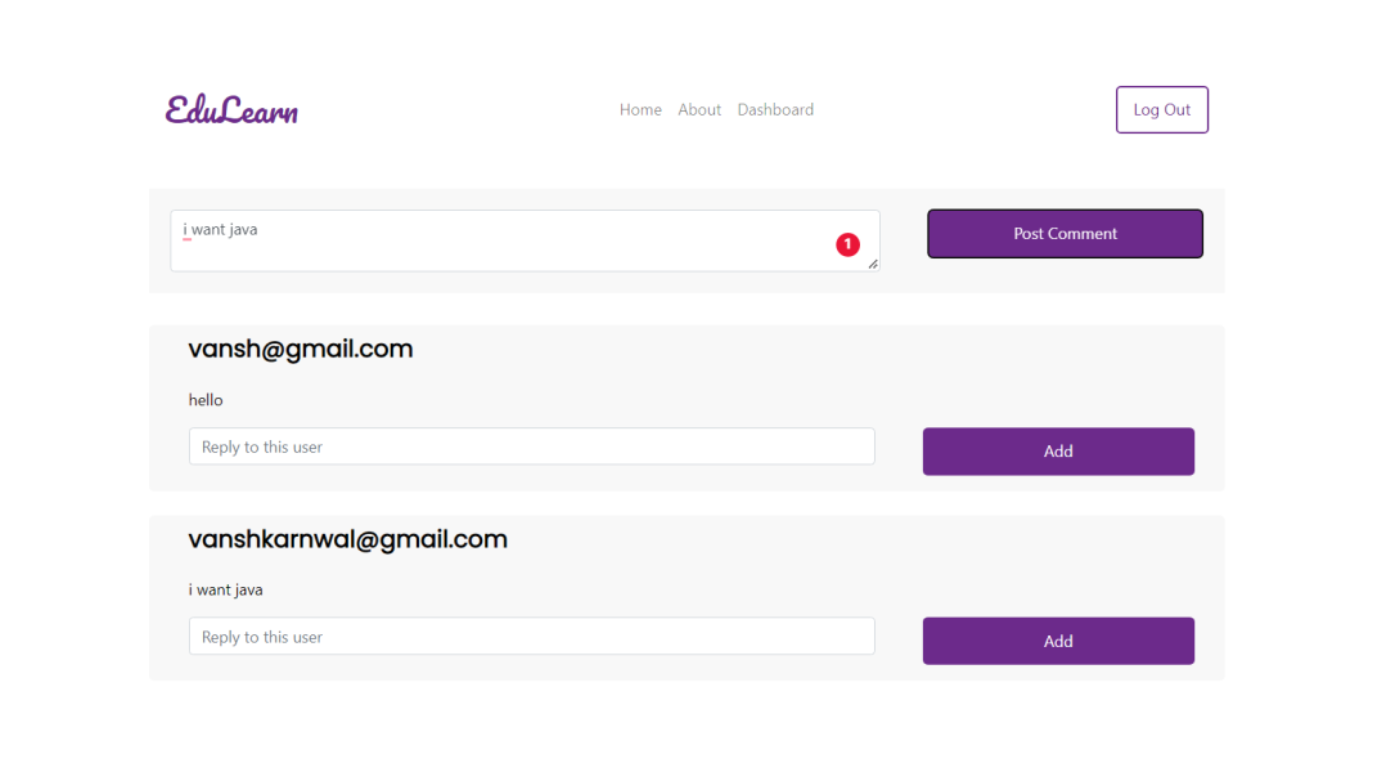 EduLearn
Home About Dashboard
Log Out
i want java
1
Post Comment
vansh@gmail.com
hello
Reply to this user
Add
vanshkarnwal@gmail.com
i want java
Reply to this user
Add